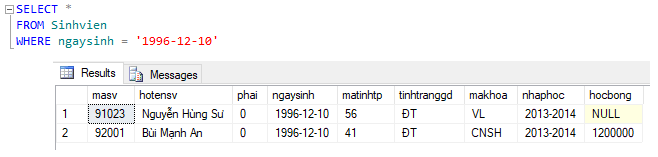 SELECT *
FROM Sinhvien
WHERE ngaysinh = '1996-12-10'
Results Messages
masv hotensv phai ngaysinh matinhtp tinhtranggd makhoa nhaphoc hocbong
1 91023 Nguyễn Hùng Sư 0 1996-12-10 56 ĐT VL 2013-2014 NULL
2 92001 Bùi Mạnh An 0 1996-12-10 41 ĐT CNSH 2013-2014 1200000